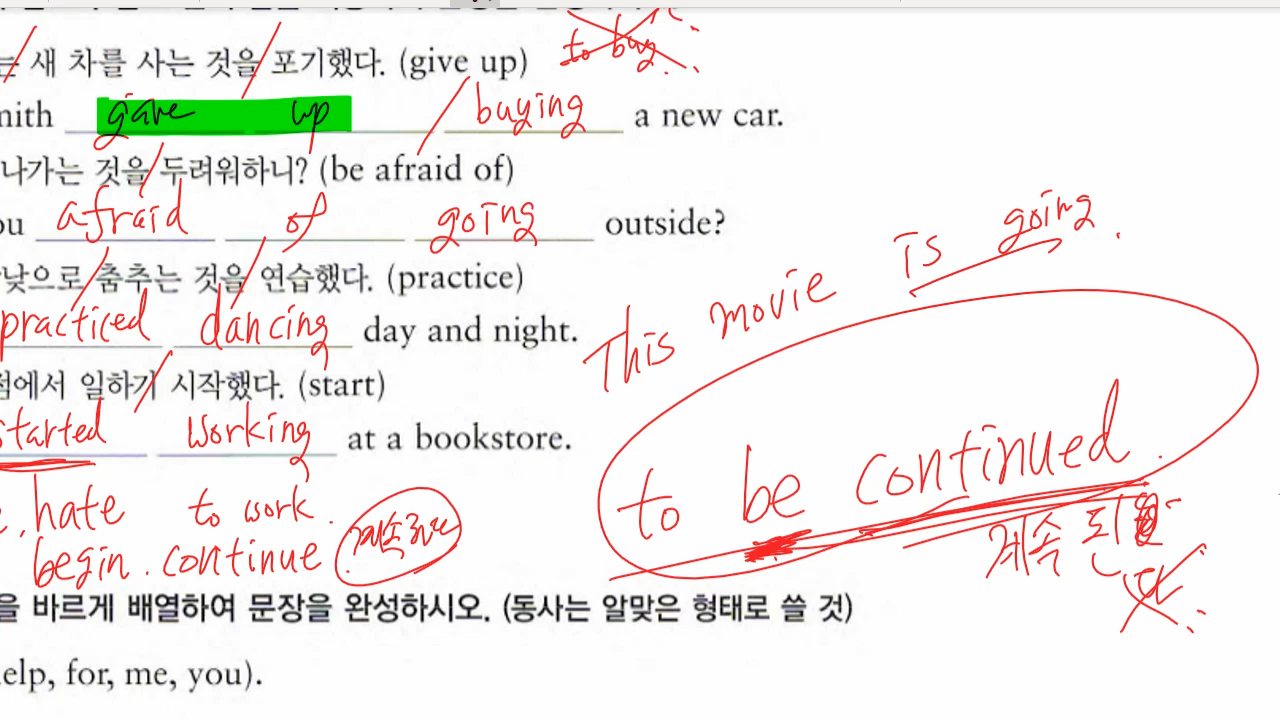 는 새 차를 사는 것을 포기했다. (give up) to buy
mith gave up buying a new car.
나가는 것을 두려워하니? (be afraid of)
ou afraid of going outside?
낮으로 춤추는 것을 연습했다. (practice)
practiced dancing day and night.
점에서 일하기 시작했다. (start)
started working at a bookstore.
hate to work.
begin. continue
This movie is going.
to be continued.
계속 될
을 바르게 배열하여 문장을 완성하시오. (동사는 알맞은 형태로 쓸 것)
elp, for, me, you).